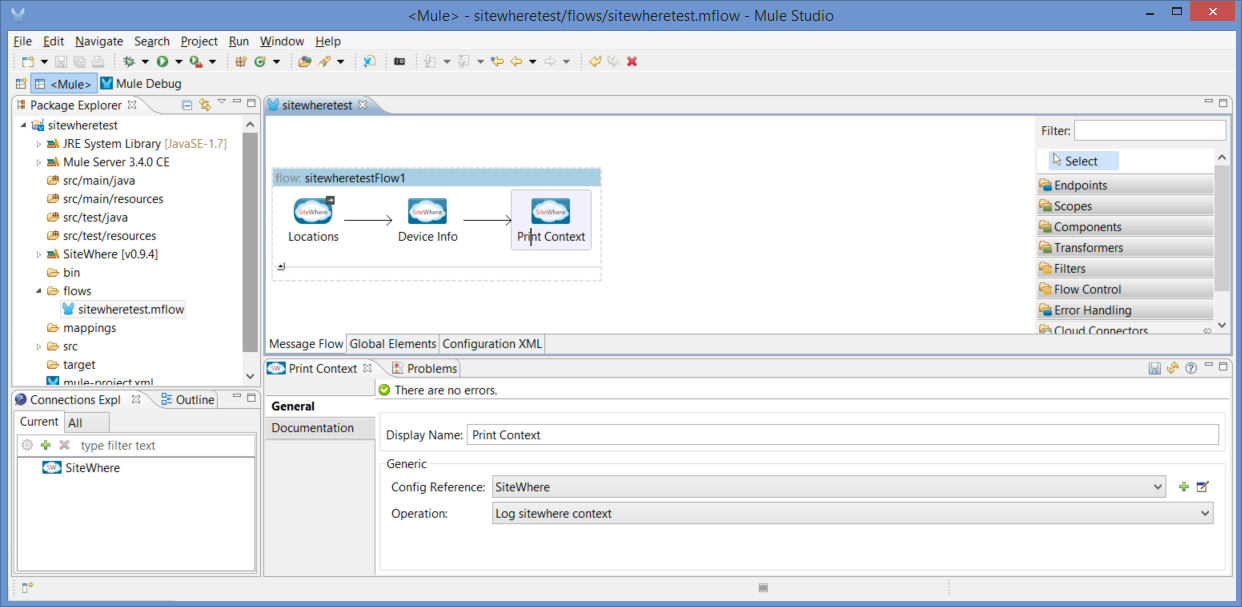 <Mule> - sitewheretest/flows/sitewheretest.mflow - Mule Studio
File Edit Navigate Search Project Run Window Help
<Mule> Mule Debug
Package Explorer
sitewheretest
JRE System Library [JavaSE-1.7]
Mule Server 3.4.0 CE
src/main/java
src/main/resources
src/test/java
src/test/resources
SiteWhere [v0.9.4]
bin
flows
sitewheretest.mflow
mappings
src
target
mule-project.xml
Connections Expl Outline
Current All
type filter text
SW SiteWhere
sitewheretest
flow: sitewheretestFlow1
SiteWhere SiteWhere SiteWhere
Locations Device Info Print Context
Message Flow Global Elements Configuration XML
Filter:
Select
Endpoints
Scopes
Components
Transformers
Filters
Flow Control
Error Handling
Cloud Connectors
SW Print Context Problems
There are no errors.
General
Documentation
Display Name: Print Context
Generic
Config Reference: SiteWhere
Operation: Log sitewhere context